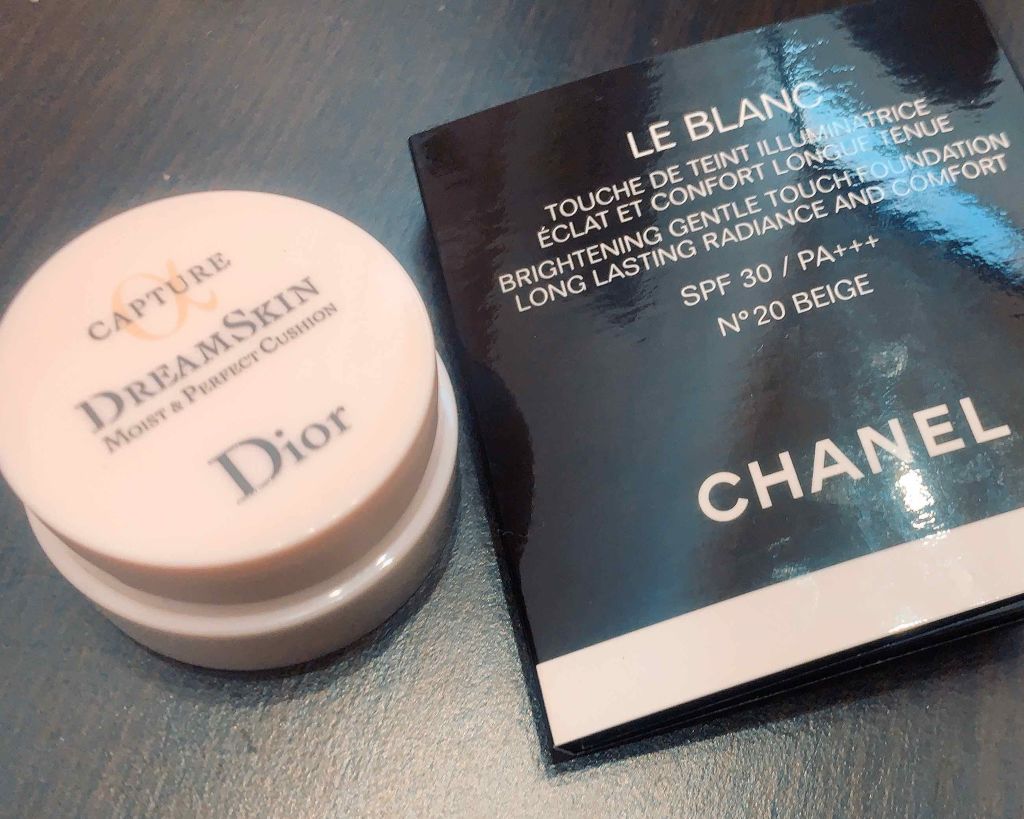 CAPTURE
DREAMSKIN
MOIST & PERFECT CUSHION
Dior
LE BLANC
TOUCHE DE TEINT ILLUMINATRICE
ÉCLAT ET CONFORT LONGUE TENUE
BRIGHTENING GENTLE TOUCH-FOUNDATION
LONG LASTING RADIANCE AND COMFORT
SPF 30 / PA+++
N° 20 BEIGE
CHANEL